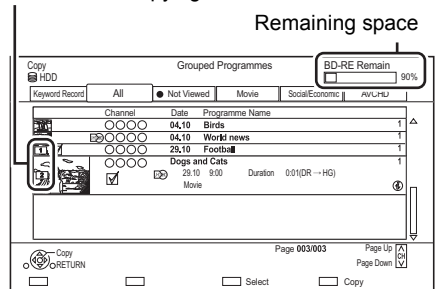 Remaining space
Copy
HDD
Grouped Programmes
BD-RE Remain
90%
Keyword Record
All
Not Viewed
Movie
Social/Economic
AVCHD
Channel Date Programme Name
04.10 Birds 1
04.10 World news 1
29.10 Football 1
Dogs and Cats 1
29.10 9:00 Duration 0:01(DR → HG)
Movie
1
2
Page 003/003
Page Up
CH
Page Down
Copy
RETURN
Select
Copy